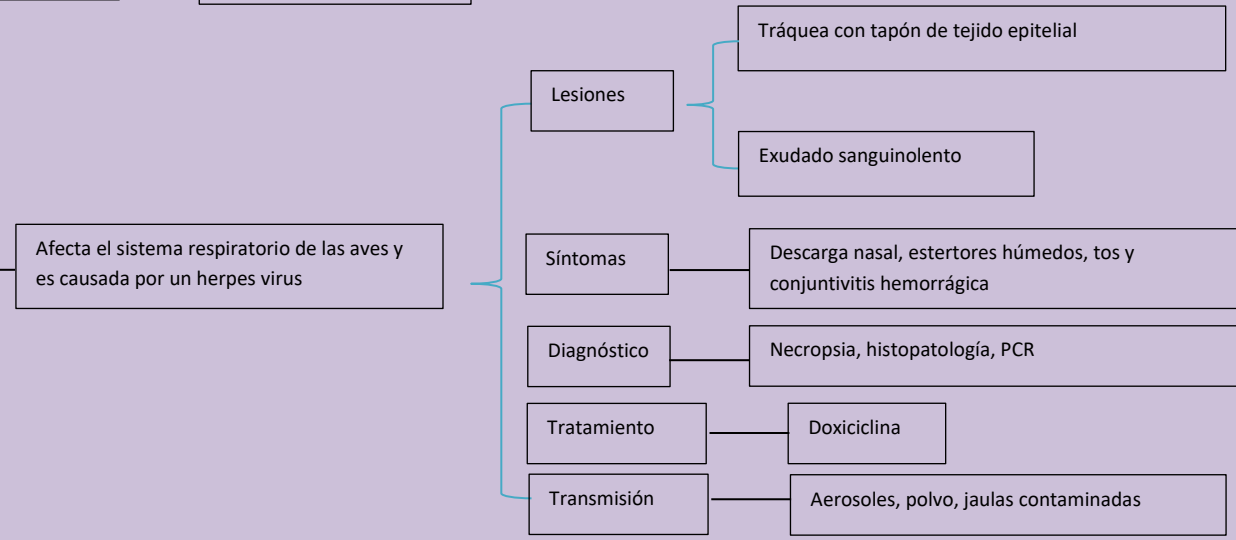 Afecta el sistema respiratorio de las aves y
es causada por un herpes virus
Lesiones
Tráquea con tapón de tejido epitelial
Exudado sanguinolento
Síntomas
Descarga nasal, estertores húmedos, tos y
conjuntivitis hemorrágica
Diagnóstico
Necropsia, histopatología, PCR
Tratamiento
Doxiciclina
Transmisión
Aerosoles, polvo, jaulas contaminadas